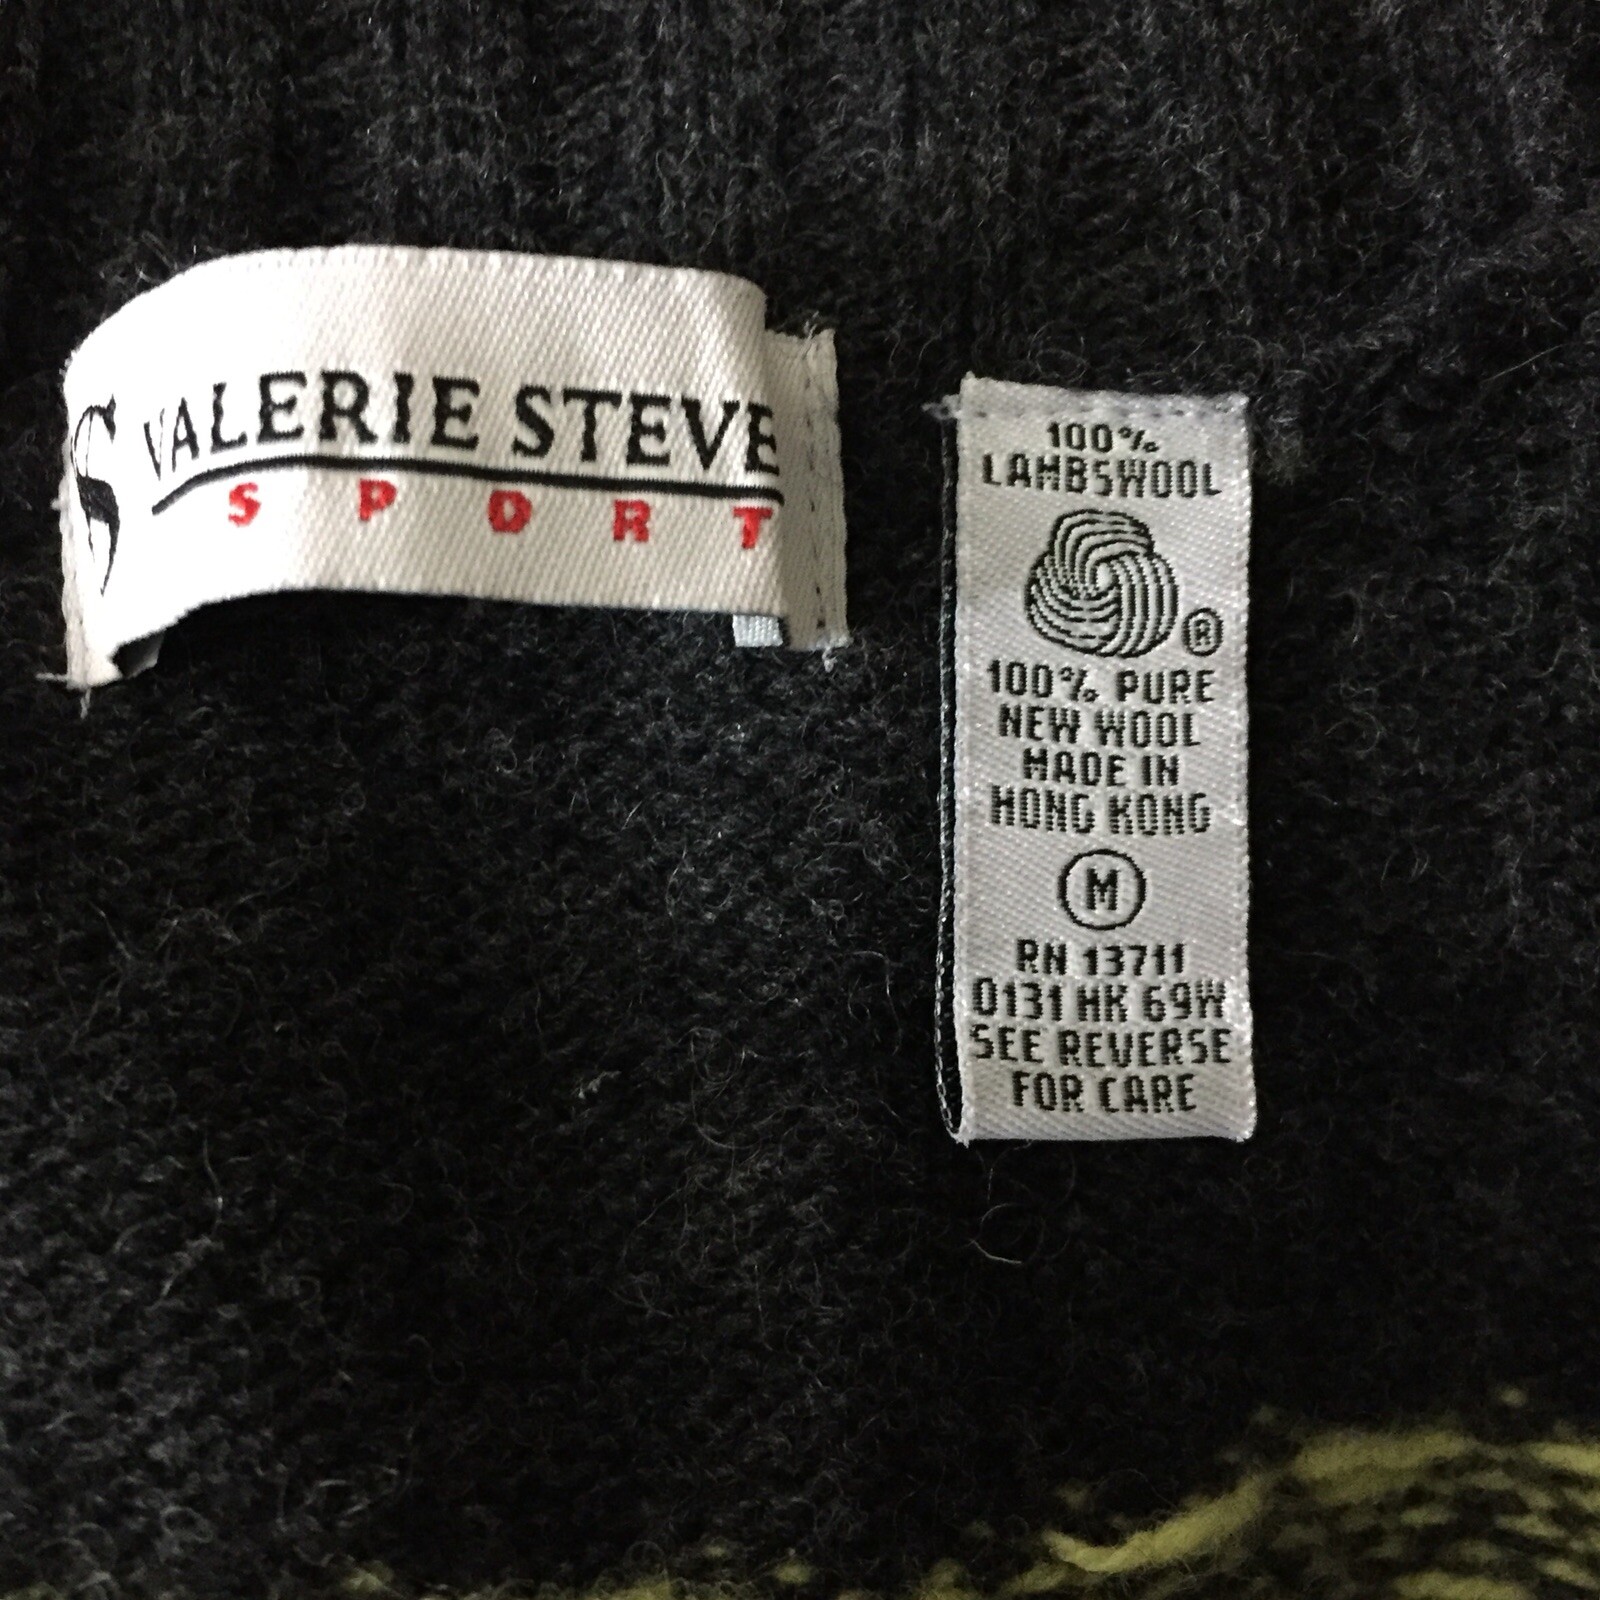 VALERIE STEVE
SPORT
100%
LAMBSWOOL
®
100% PURE
NEW WOOL
MADE IN
HONG KONG
M
RN 13711
0131 HK 69W
SEE REVERSE
FOR CARE